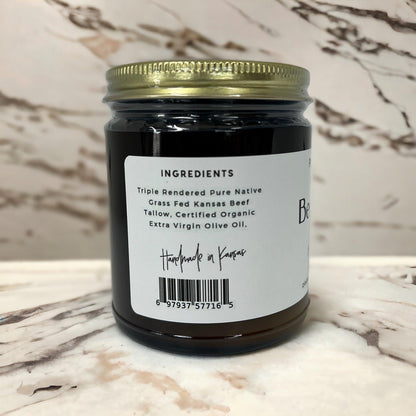 INGREDIENTS
Triple Rendered Pure Native
Grass Fed Kansas Beef
Tallow, Certified Organic
Extra Virgin Olive Oil.
Handmade in Kansas
6 97937 57716 5
Be